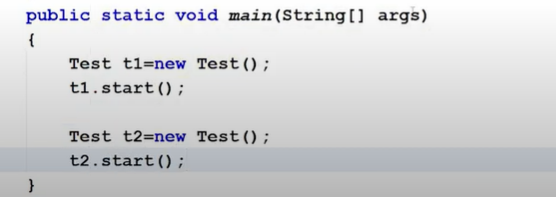 public static void main(String[] args)
{
Test t1=new Test();
t1.start();
Test t2=new Test();
t2.start();
}